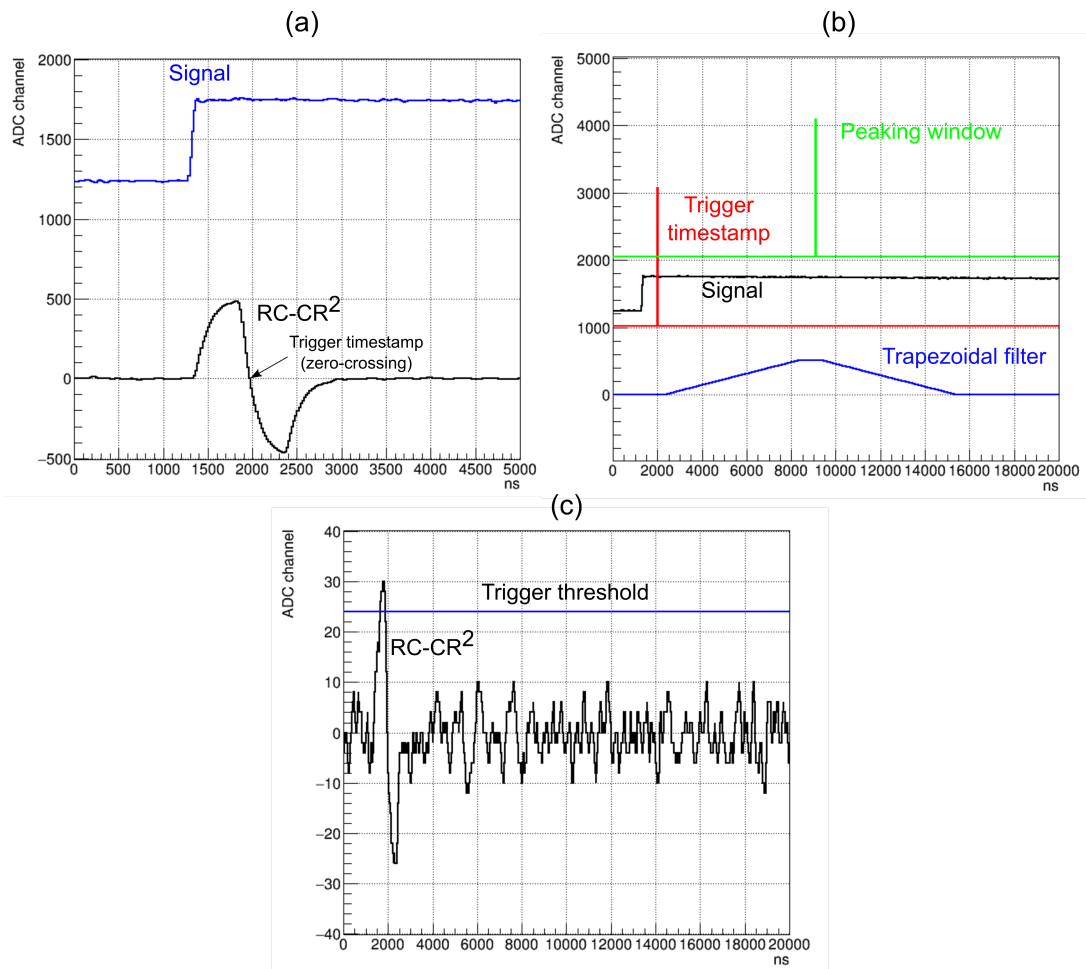 (a)
2000
1500
1000
500
0
−500
ADC channel
Signal
RC-CR²
Trigger timestamp
(zero-crossing)
0 500 1000 1500 2000 2500 3000 3500 4000 4500 5000
ns
(b)
5000
4000
3000
2000
1000
0
ADC channel
Peaking window
Trigger
timestamp
Signal
Trapezoidal filter
0 2000 4000 6000 8000 10000 12000 14000 16000 18000 20000
ns
(c)
40
30
20
10
0
−10
−20
−30
−40
ADC channel
Trigger threshold
RC-CR²
0 2000 4000 6000 8000 10000 12000 14000 16000 18000 20000
ns